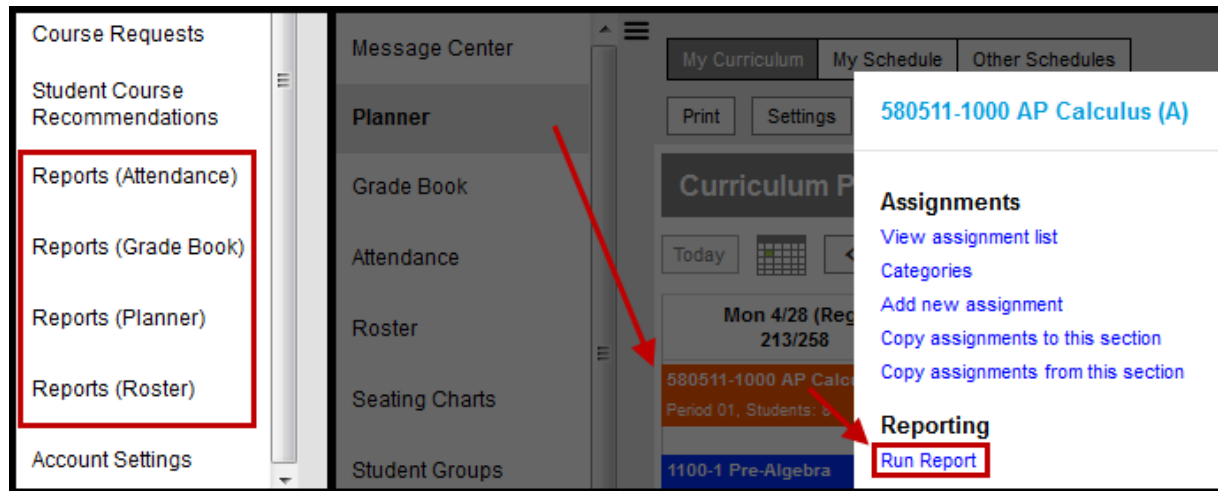 Course Requests
Student Course
Recommendations
Reports (Attendance)
Reports (Grade Book)
Reports (Planner)
Reports (Roster)
Account Settings
Message Center
Planner
Grade Book
Attendance
Roster
Seating Charts
Student Groups
My Curriculum My Schedule Other Schedules
Print Settings
Curriculum P
Today <
Mon 4/28 (Reg
213/258
580511-1000 AP Calc
Period 01, Students: 8
1100-1 Pre-Algebra
580511-1000 AP Calculus (A)
Assignments
View assignment list
Categories
Add new assignment
Copy assignments to this section
Copy assignments from this section
Reporting
Run Report